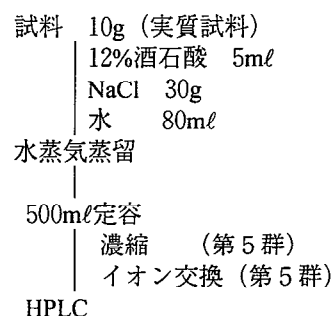 試料 10g（実質試料）
12%酒石酸 5mℓ
NaCl 30g
水 80mℓ
水蒸気蒸留
500mℓ定容
濃縮 （第5群）
イオン交換（第5群）
HPLC